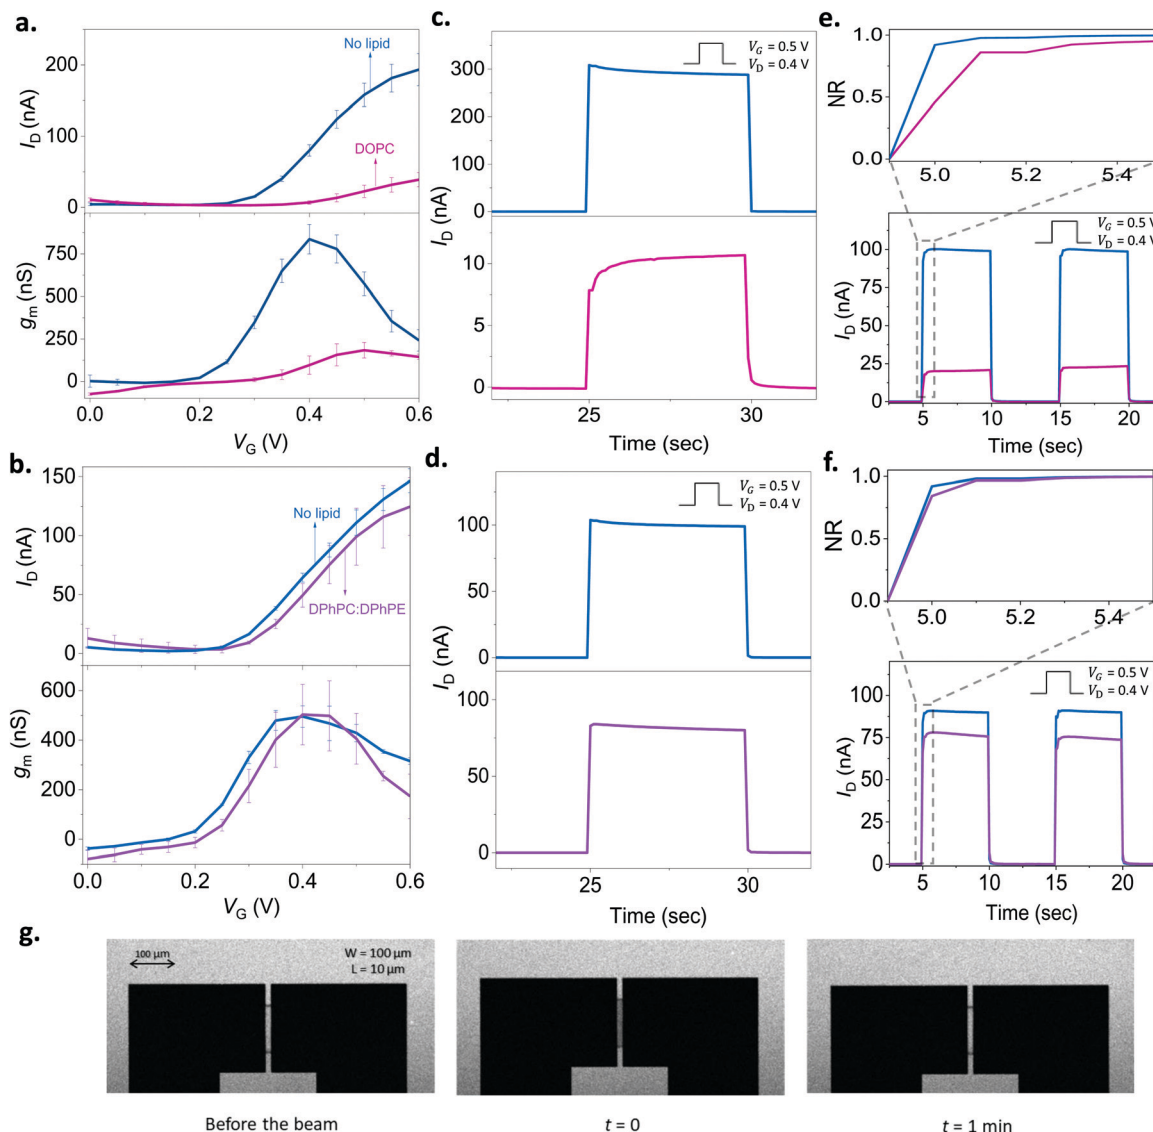 a.
No lipid
DOPC
I_D (nA)
200
100
0
g_m (nS)
750
500
250
0
0.0 0.2 0.4 0.6
V_G (V)
b.
No lipid
DPhPC:DPhPE
I_D (nA)
150
100
50
0
g_m (nS)
600
400
200
0
0.0 0.2 0.4 0.6
V_G (V)
c.
V_G = 0.5 V
V_D = 0.4 V
300
200
100
0
I_D (nA)
10
5
0
25 30
Time (sec)
d.
V_G = 0.5 V
V_D = 0.4 V
100
50
0
I_D (nA)
100
50
0
25 30
Time (sec)
e.
NR
1.0
0.5
0.0
5.0 5.2 5.4
V_G = 0.5 V
V_D = 0.4 V
I_D (nA)
125
100
75
50
25
0
5 10 15 20
Time (sec)
f.
NR
1.0
0.5
0.0
5.0 5.2 5.4
V_G = 0.5 V
V_D = 0.4 V
I_D (nA)
125
100
75
50
25
0
5 10 15 20
Time (sec)
g.
100 µm
W = 100 µm
L = 10 µm
Before the beam
t = 0
t = 1 min